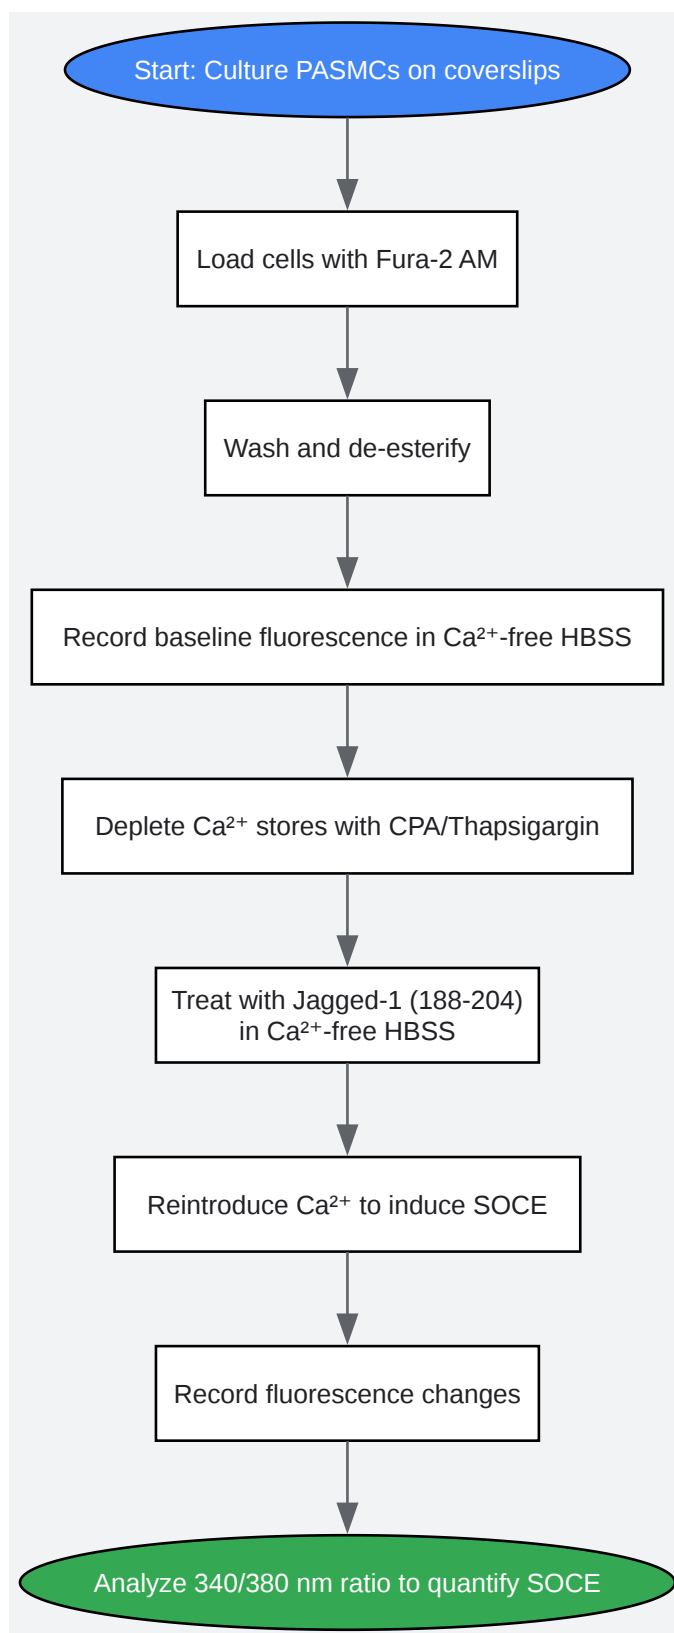 Start: Culture PASMCs on coverslips
Load cells with Fura-2 AM
Wash and de-esterify
Record baseline fluorescence in Ca²⁺-free HBSS
Deplete Ca²⁺ stores with CPA/Thapsigargin
Treat with Jagged-1 (188-204)
in Ca²⁺-free HBSS
Reintroduce Ca²⁺ to induce SOCE
Record fluorescence changes
Analyze 340/380 nm ratio to quantify SOCE